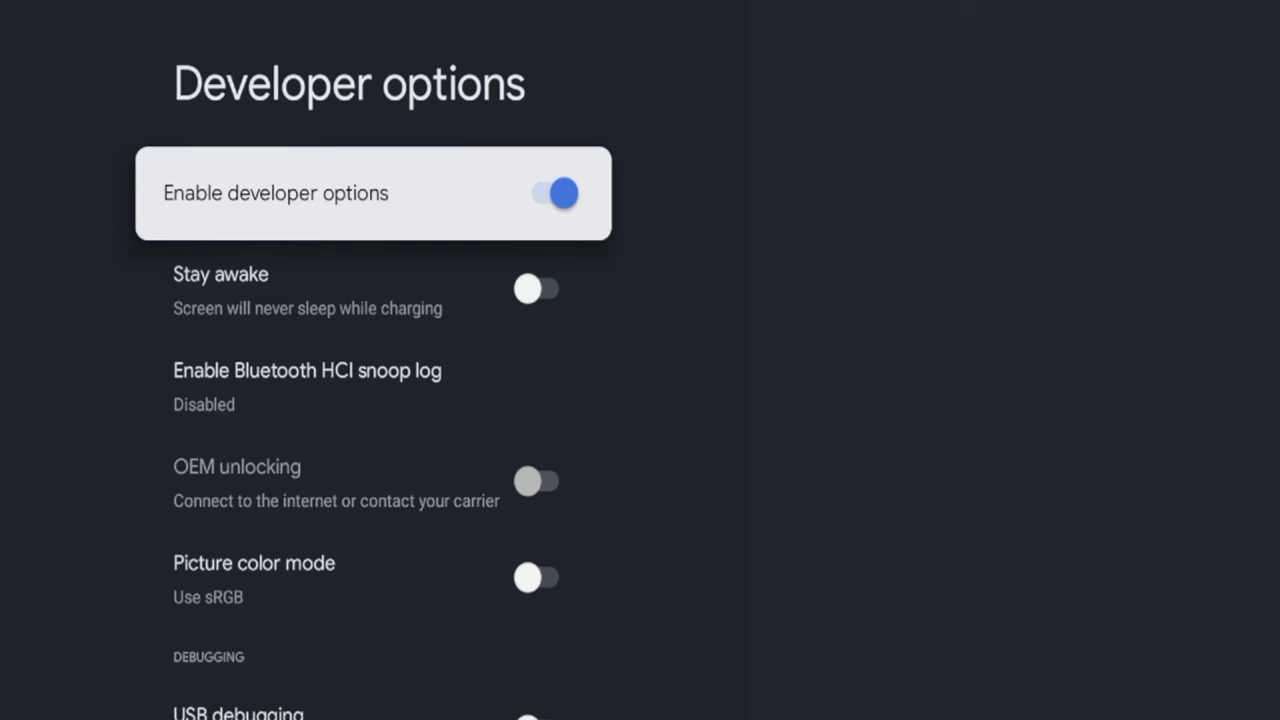 Developer options
Enable developer options
Stay awake
Screen will never sleep while charging
Enable Bluetooth HCI snoop log
Disabled
OEM unlocking
Connect to the internet or contact your carrier
Picture color mode
Use sRGB
DEBUGGING
USB debugging